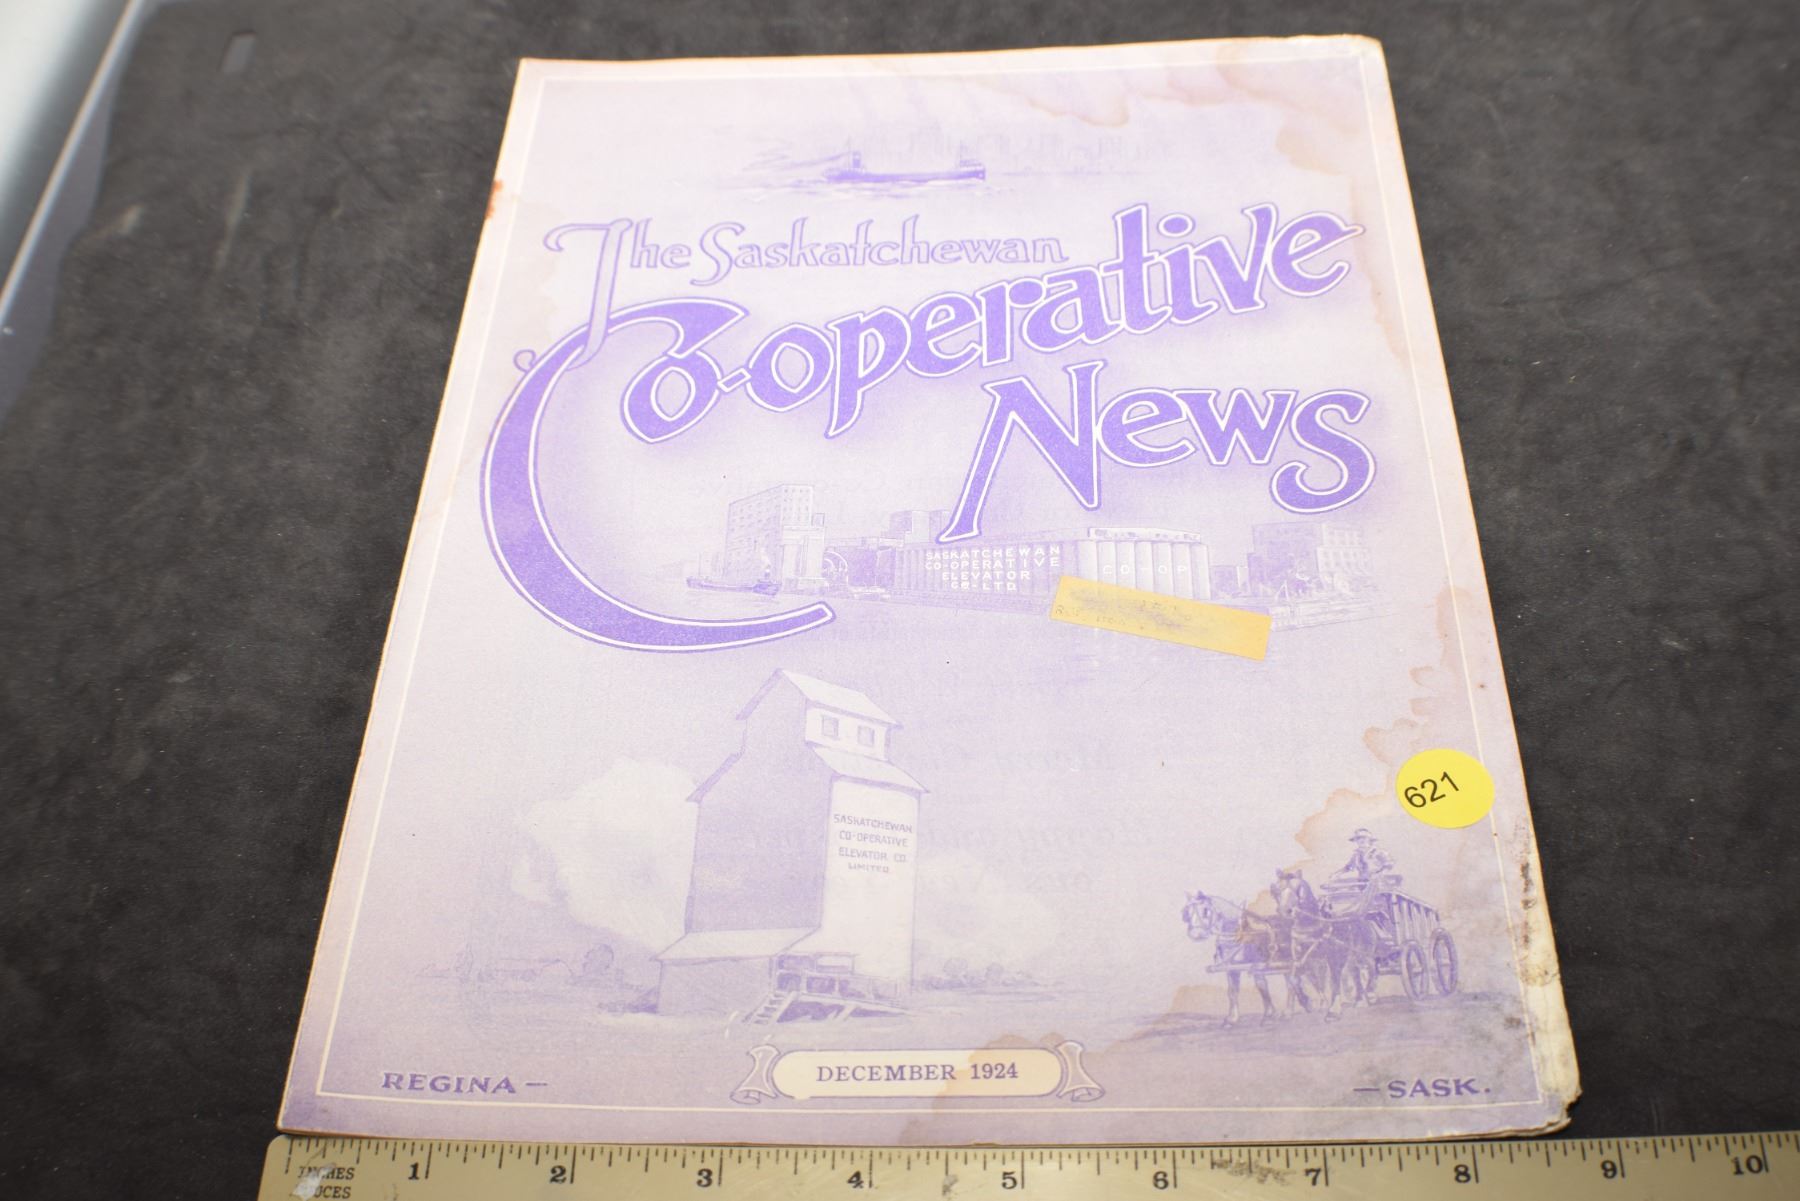 The Saskatchewan
Co-operative
News
SASKATCHEWAN
CO-OPERATIVE
ELEVATOR
CO-LTD
CO-OP
SASKATCHEWAN
CO-OPERATIVE
ELEVATOR CO.
LIMITED
621
REGINA —
DECEMBER 1924
— SASK.
INCHES 1 2 3 4 5 6 7 8 9 10